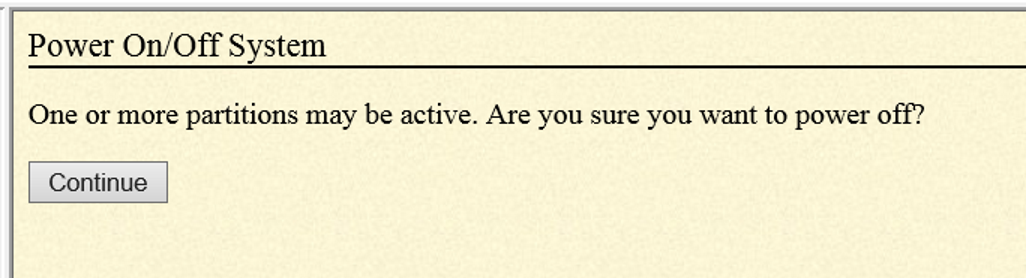 Power On/Off System
One or more partitions may be active. Are you sure you want to power off?
Continue